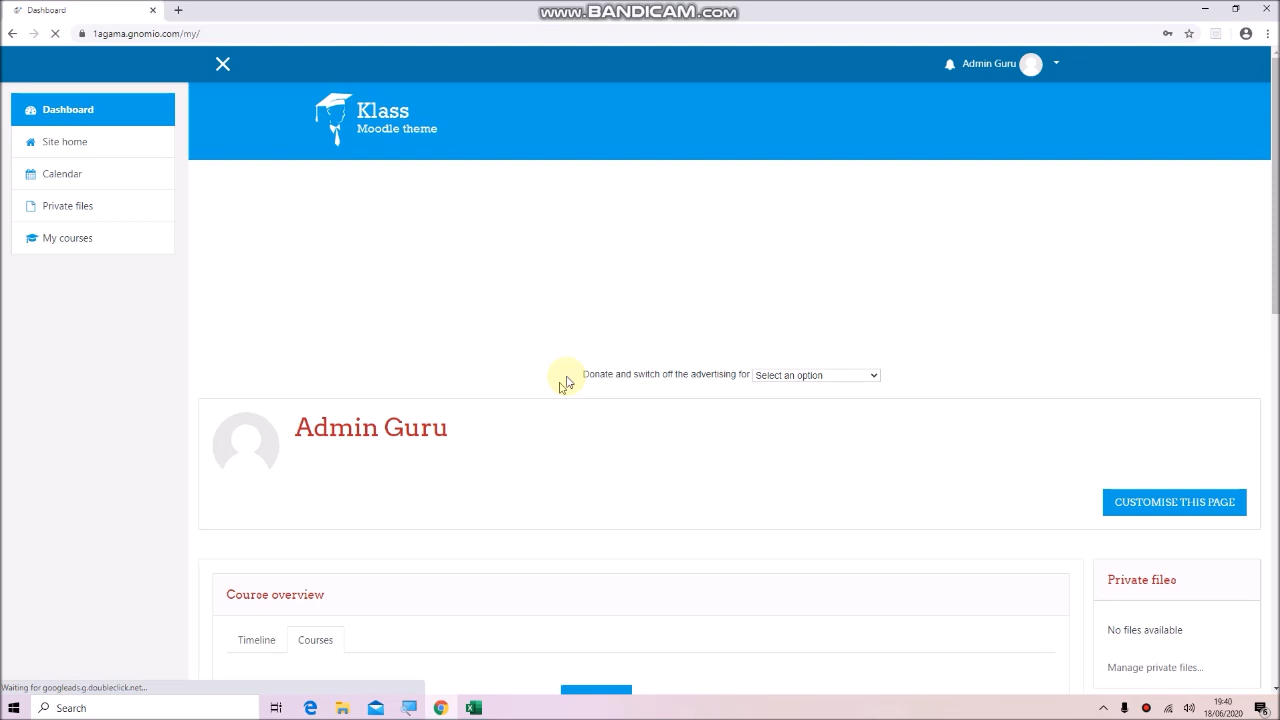 Dashboard
www.BANDICAM.com
1agama.gnomio.com/my/
Admin Guru
Dashboard
Site home
Calendar
Private files
My courses
Klass
Moodle theme
Donate and switch off the advertising for Select an option
Admin Guru
CUSTOMISE THIS PAGE
Course overview
Timeline Courses
Private files
No files available
Manage private files...
Waiting for googleads.g.doubleclick.net...
Search
19:40
18/06/2020
6